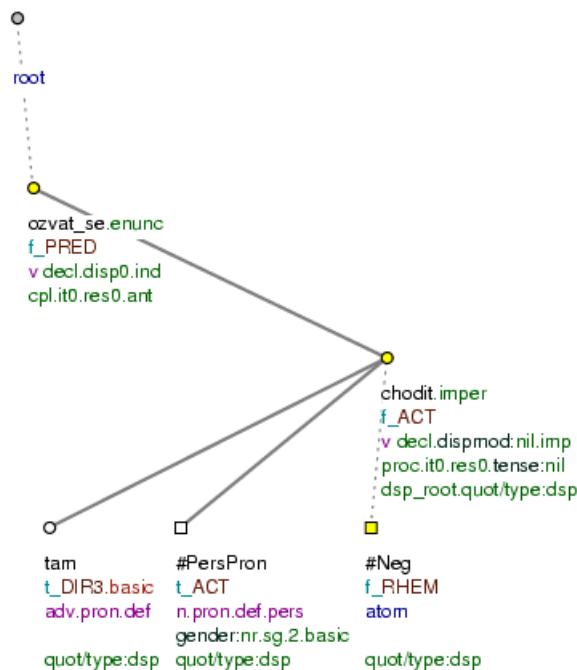 root
ozvat_se.enunc
f_PRED
v decl.disp0.ind
cpl.it0.res0.ant
chodit.imper
f_ACT
v decl.dispmod:nil.imp
proc.it0.res0.tense:nil
dsp_root.quot/type:dsp
tam #PersPron #Neg
t_DIR3.basic t_ACT f_RHEM
adv.pron.def n.pron.def.pers atom
gender:nr.sg.2.basic
quot/type:dsp quot/type:dsp quot/type:dsp